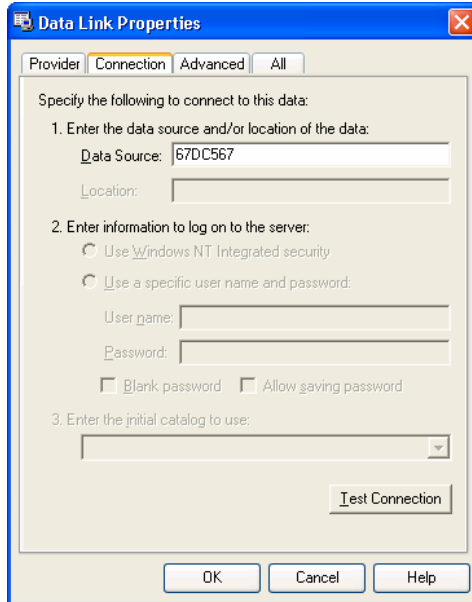 Data Link Properties
Provider Connection Advanced All
Specify the following to connect to this data:
1. Enter the data source and/or location of the data:
Data Source: 67DC567
Location:
2. Enter information to log on to the server:
Use Windows NT Integrated security
Use a specific user name and password:
User name:
Password:
Blank password Allow saving password
3. Enter the initial catalog to use:
Test Connection
OK Cancel Help